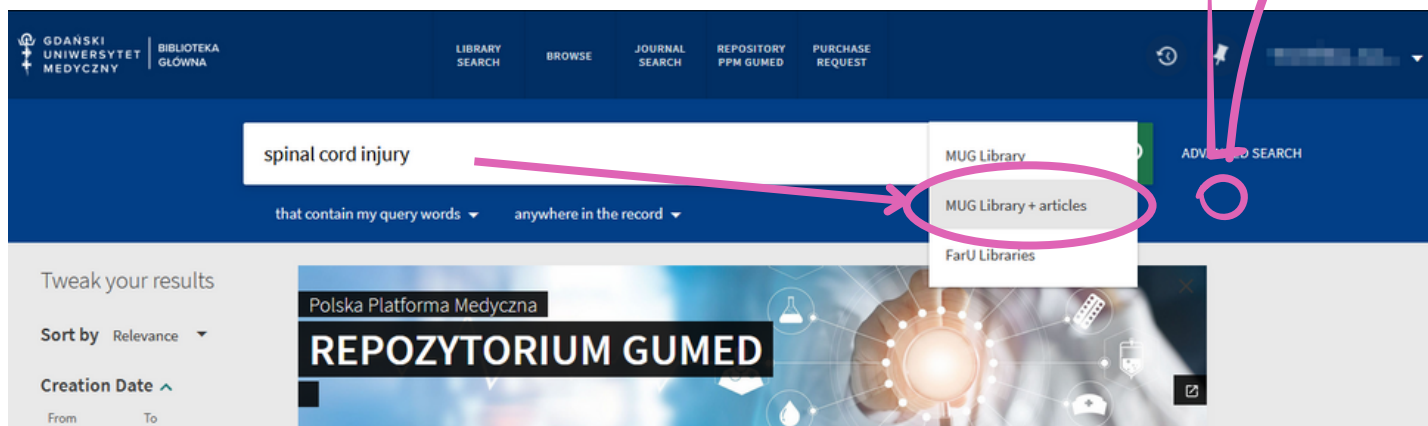 GDAŃSKI
UNIWERSYTET
MEDYCZNY
BIBLIOTEKA
GŁÓWNA
LIBRARY
SEARCH
BROWSE
JOURNAL
SEARCH
REPOSITORY
PPM GUMED
PURCHASE
REQUEST
spinal cord injury
MUG Library
MUG Library + articles
FarU Libraries
SEARCH
that contain my query words
anywhere in the record
Tweak your results
Sort by Relevance
Creation Date
From To
Polska Platforma Medyczna
REPOZYTORIUM GUMED